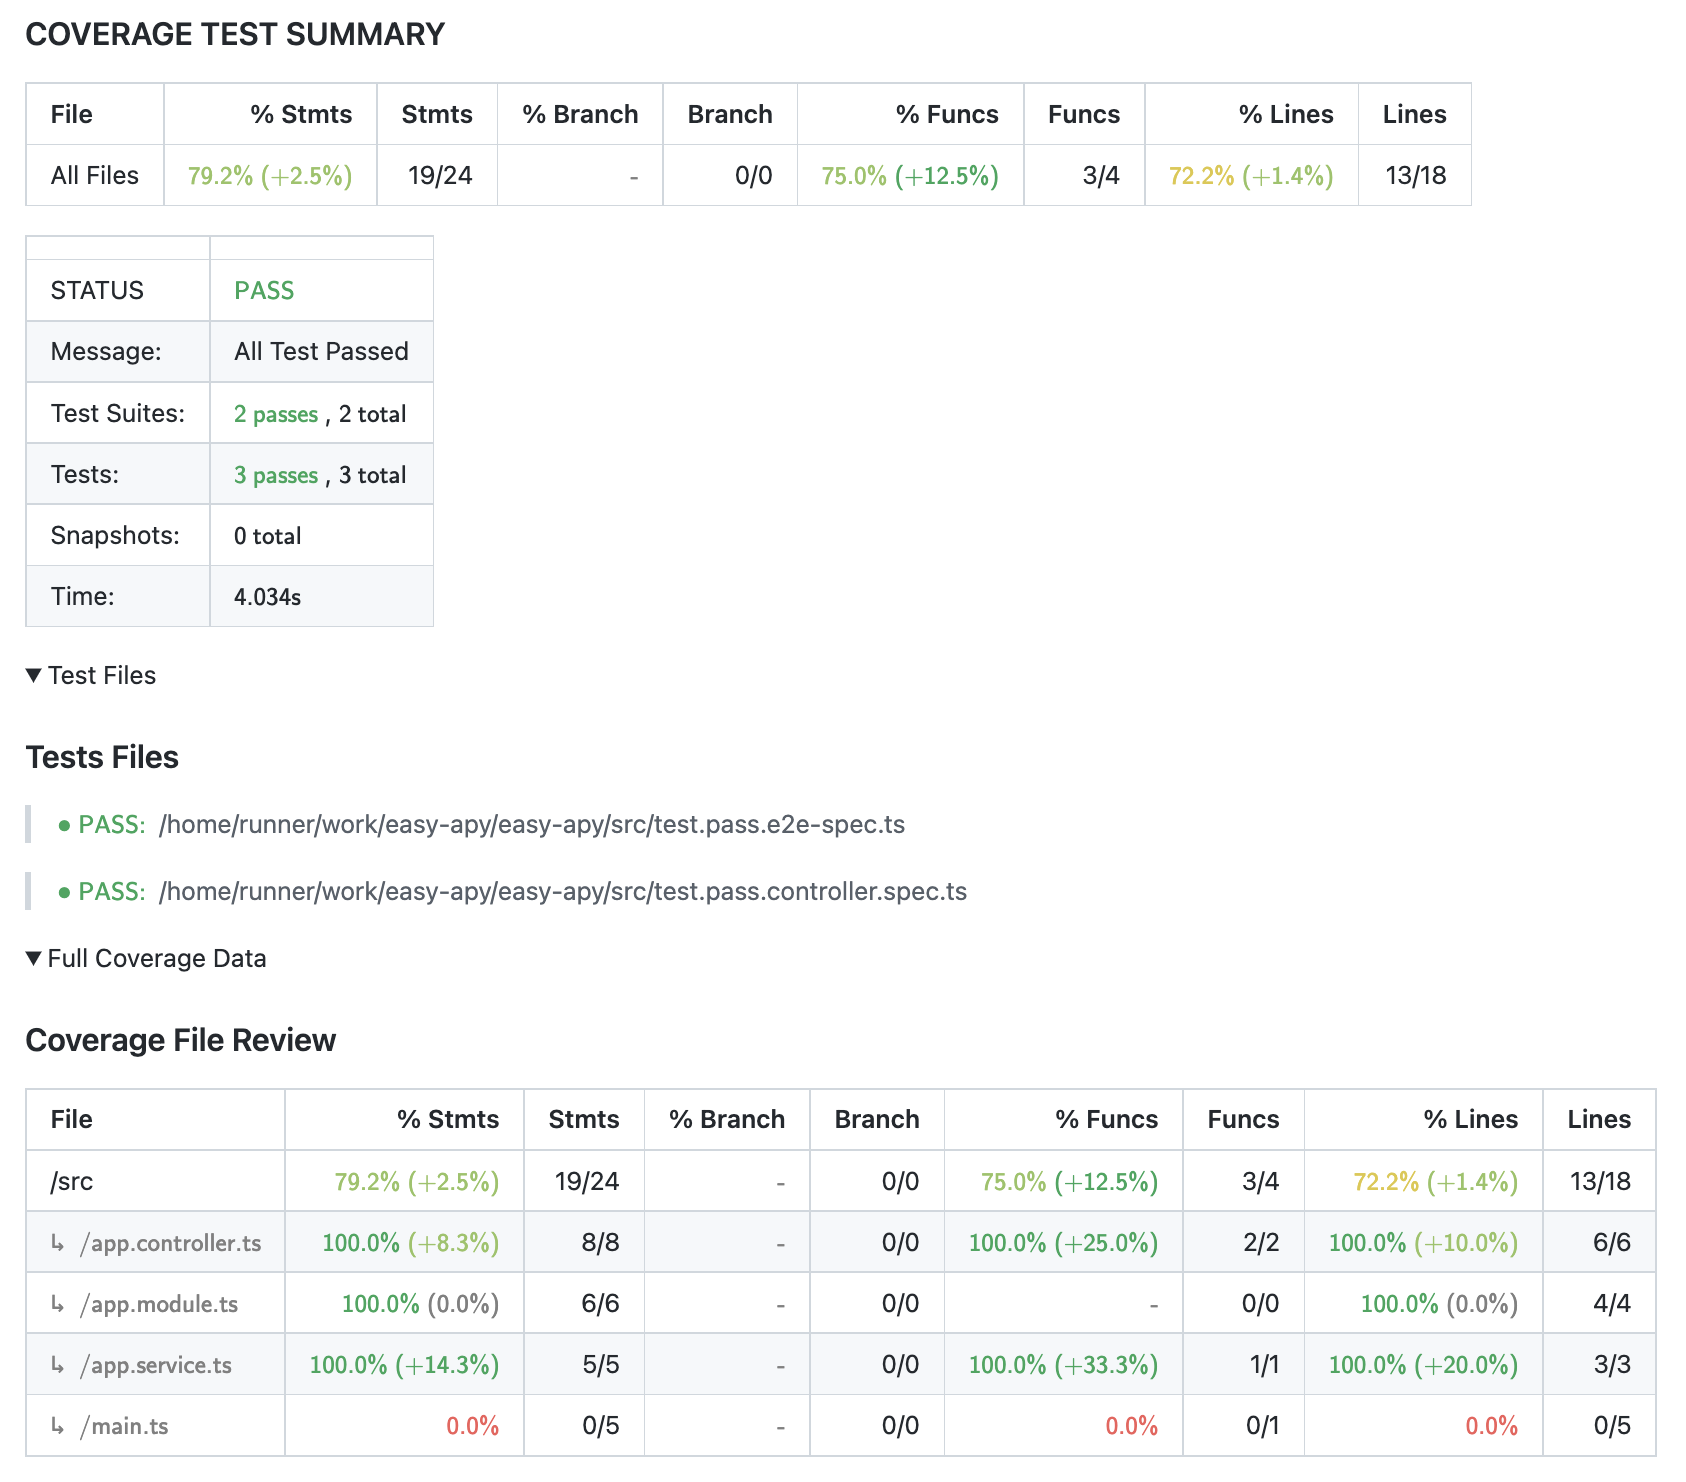 COVERAGE TEST SUMMARY
File % Stmts Stmts % Branch Branch % Funcs Funcs % Lines Lines
All Files 79.2% (+2.5%) 19/24 - 0/0 75.0% (+12.5%) 3/4 72.2% (+1.4%) 13/18
STATUS PASS
Message: All Test Passed
Test Suites: 2 passes , 2 total
Tests: 3 passes , 3 total
Snapshots: 0 total
Time: 4.034s
▼ Test Files
Tests Files
● PASS: /home/runner/work/easy-apy/easy-apy/src/test.pass.e2e-spec.ts
● PASS: /home/runner/work/easy-apy/easy-apy/src/test.pass.controller.spec.ts
▼ Full Coverage Data
Coverage File Review
File % Stmts Stmts % Branch Branch % Funcs Funcs % Lines Lines
/src 79.2% (+2.5%) 19/24 - 0/0 75.0% (+12.5%) 3/4 72.2% (+1.4%) 13/18
↳ /app.controller.ts 100.0% (+8.3%) 8/8 - 0/0 100.0% (+25.0%) 2/2 100.0% (+10.0%) 6/6
↳ /app.module.ts 100.0% (0.0%) 6/6 - 0/0 - 0/0 100.0% (0.0%) 4/4
↳ /app.service.ts 100.0% (+14.3%) 5/5 - 0/0 100.0% (+33.3%) 1/1 100.0% (+20.0%) 3/3
↳ /main.ts 0.0% 0/5 - 0/0 0.0% 0/1 0.0% 0/5